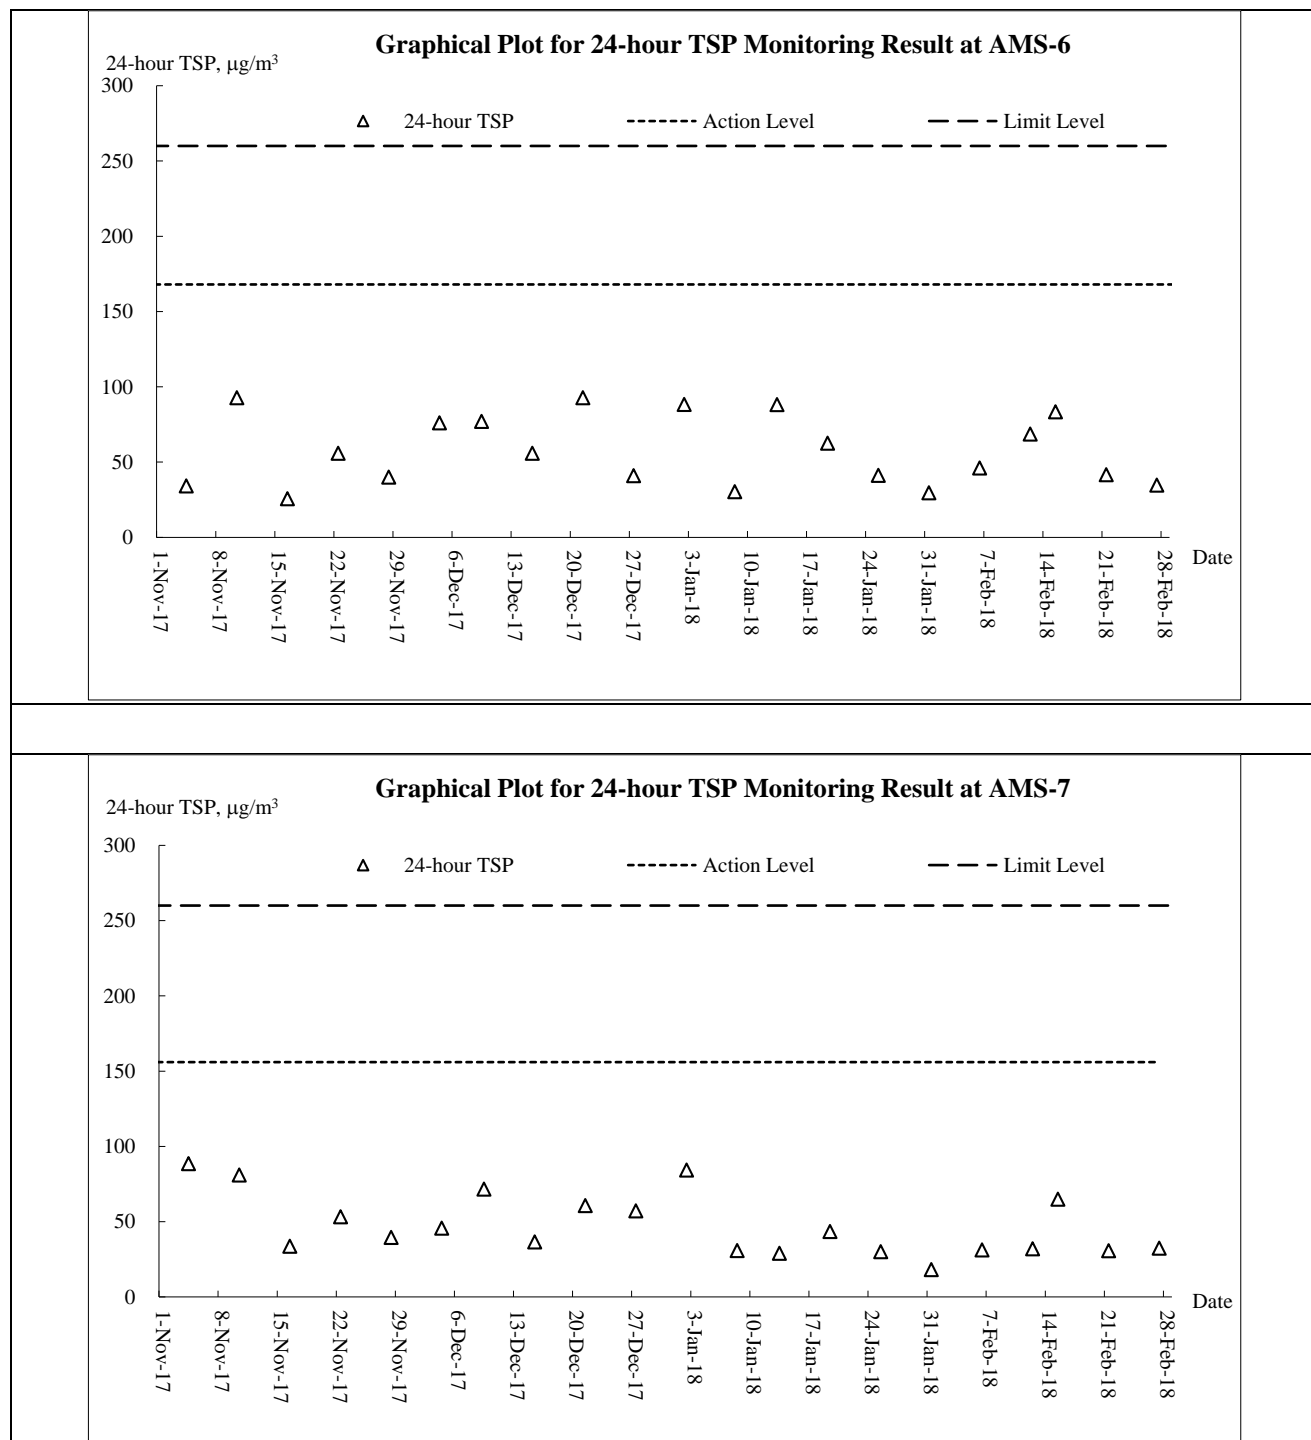 Graphical Plot for 24-hour TSP Monitoring Result at AMS-6
24-hour TSP, μg/m³
300
24-hour TSP Action Level Limit Level
250
200
150
100
50
0
1-Nov-17 8-Nov-17 15-Nov-17 22-Nov-17 29-Nov-17 6-Dec-17 13-Dec-17 20-Dec-17 27-Dec-17 3-Jan-18 10-Jan-18 17-Jan-18 24-Jan-18 31-Jan-18 7-Feb-18 14-Feb-18 21-Feb-18 28-Feb-18 Date
Graphical Plot for 24-hour TSP Monitoring Result at AMS-7
24-hour TSP, μg/m³
300
24-hour TSP Action Level Limit Level
250
200
150
100
50
0
1-Nov-17 8-Nov-17 15-Nov-17 22-Nov-17 29-Nov-17 6-Dec-17 13-Dec-17 20-Dec-17 27-Dec-17 3-Jan-18 10-Jan-18 17-Jan-18 24-Jan-18 31-Jan-18 7-Feb-18 14-Feb-18 21-Feb-18 28-Feb-18 Date